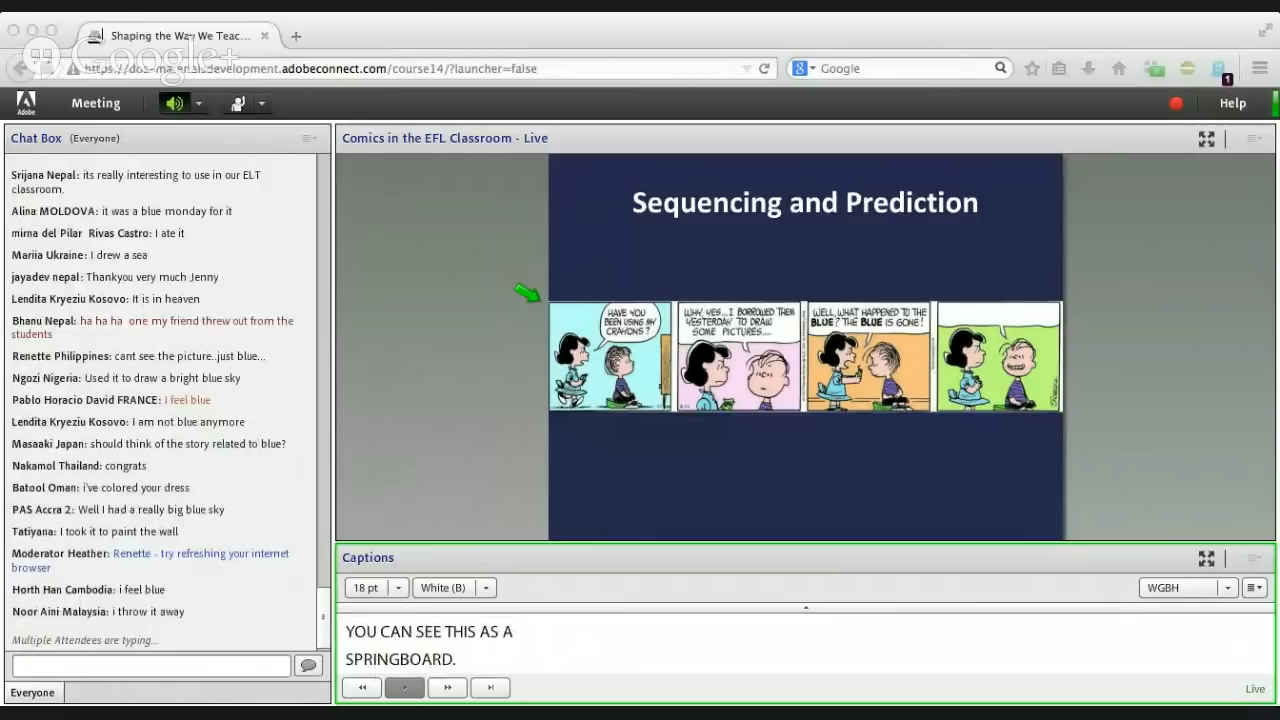 Shaping the Way We Teac...
Google+
adobeconnect.com/course14/?launcher=false
Google
1
Adobe
Meeting
Help
Chat Box (Everyone)
Srijana Nepal: its really interesting to use in our ELT
classroom.
Alina MOLDOVA: it was a blue monday for it
mirna del Pilar Rivas Castro: I ate it
Mariia Ukraine: I drew a sea
jayadev nepal: Thankyou very much Jenny
Lendita Kryeziu Kosovo: It is in heaven
Bhanu Nepal: ha ha ha one my friend threw out from the
students
Renette Philippines: cant see the picture..just blue...
Ngozi Nigeria: Used it to draw a bright blue sky
Pablo Horacio David FRANCE: I feel blue
Lendita Kryeziu Kosovo: I am not blue anymore
Masaaki Japan: should think of the story related to blue?
Nakamol Thailand: congrats
Batool Oman: i've colored your dress
PAS Accra 2: Well I had a really big blue sky
Tatiyana: I took it to paint the wall
Moderator Heather: Renette - try refreshing your internet
browser
Horth Han Cambodia: i feel blue
Noor Aini Malaysia: i throw it away
Multiple Attendees are typing...
Everyone
Comics in the EFL Classroom - Live
Sequencing and Prediction
HAVE YOU
BEEN USING MY
CRAYONS?
WHY, YES... I BORROWED THEM
YESTERDAY TO DRAW
SOME PICTURES....
WELL, WHAT HAPPENED TO THE
BLUE? THE BLUE IS GONE!
Captions
18 pt
White (B)
WGBH
YOU CAN SEE THIS AS A
SPRINGBOARD.
Live